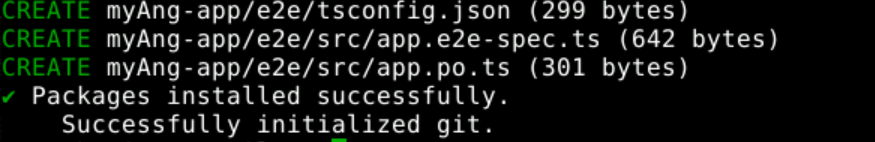 CREATE myAng-app/e2e/tsconfig.json (299 bytes)
CREATE myAng-app/e2e/src/app.e2e-spec.ts (642 bytes)
CREATE myAng-app/e2e/src/app.po.ts (301 bytes)
✔ Packages installed successfully.
    Successfully initialized git.